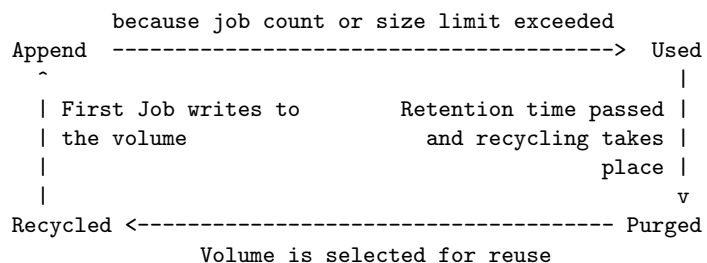 because job count or size limit exceeded
Append ----------------------------------------> Used
^ |
| First Job writes to Retention time passed |
| the volume and recycling takes |
| place |
| v
Recycled <-------------------------------------- Purged
Volume is selected for reuse